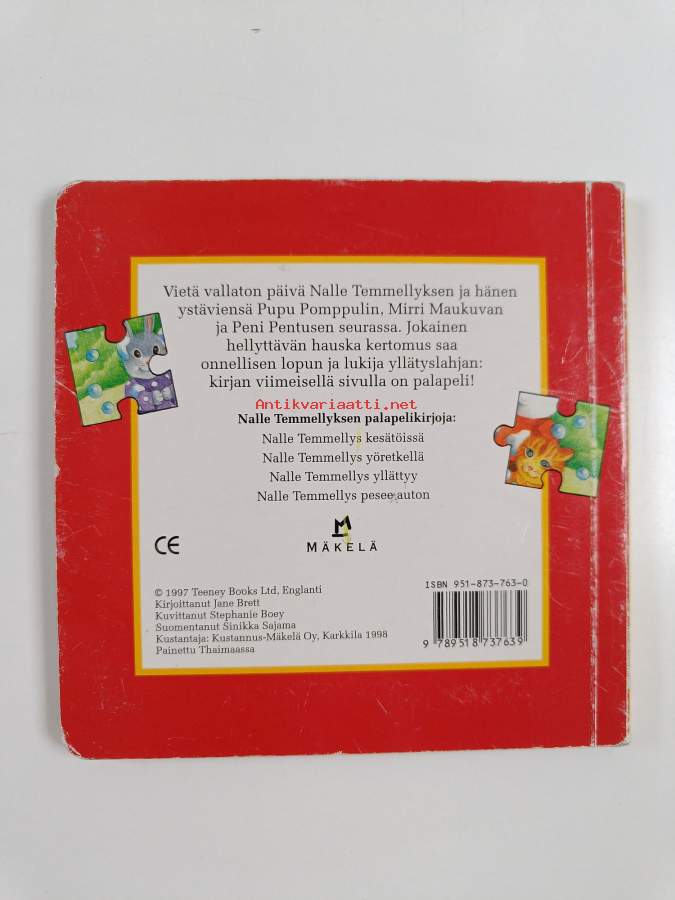 Vietä vallaton päivä Nalle Temmellyksen ja hänen
ystäviensä Pupu Pomppulin, Mirri Maukuvan
ja Peni Pentusen seurassa. Jokainen
hellyttävän hauska kertomus saa
onnellisen lopun ja lukija yllätyslahjan:
kirjan viimeisellä sivulla on palapeli!
Antikvariaatti.net
Nalle Temmellyksen palapelikirjoja:
Nalle Temmellys kesätöissä
Nalle Temmellys yöretkellä
Nalle Temmellys yllättyy
Nalle Temmellys pesee auton
CE
MÄKELÄ
© 1997 Teeney Books Ltd, Englanti
Kirjoittanut Jane Brett
Kuvittanut Stephanie Boey
Suomentanut Sinikka Sajama
Kustantaja: Kustannus-Mäkelä Oy, Karkkila 1998
Painettu Thaimaassa
ISBN 951-873-763-0
9 789518 737639